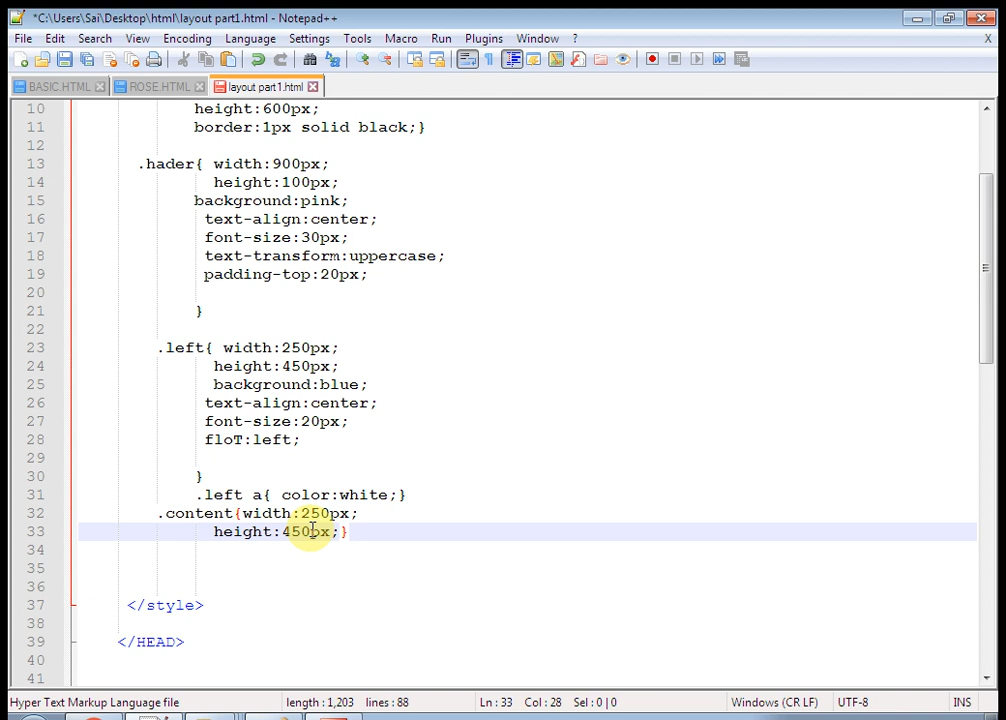 *C:\Users\Sai\Desktop\html\layout part1.html - Notepad++
File Edit Search View Encoding Language Settings Tools Macro Run Plugins Window ? X
BASIC HTML ROSE HTML layout part1.html
10 height:600px;
11 border:1px solid black;}
12
13 .hader{ width:900px;
14 height:100px;
15 background:pink;
16 text-align:center;
17 font-size:30px;
18 text-transform:uppercase;
19 padding-top:20px;
20
21 }
22
23 .left{ width:250px;
24 height:450px;
25 background:blue;
26 text-align:center;
27 font-size:20px;
28 floT:left;
29
30 }
31 .left a{ color:white;}
32 .content{width:250px;
33 height:450px;}
34
35
36
37 </style>
38
39 </HEAD>
40
41
Hyper Text Markup Language file length : 1,203 lines : 88 Ln : 33 Col : 28 Sel : 0 | 0 Windows (CR LF) UTF-8 INS